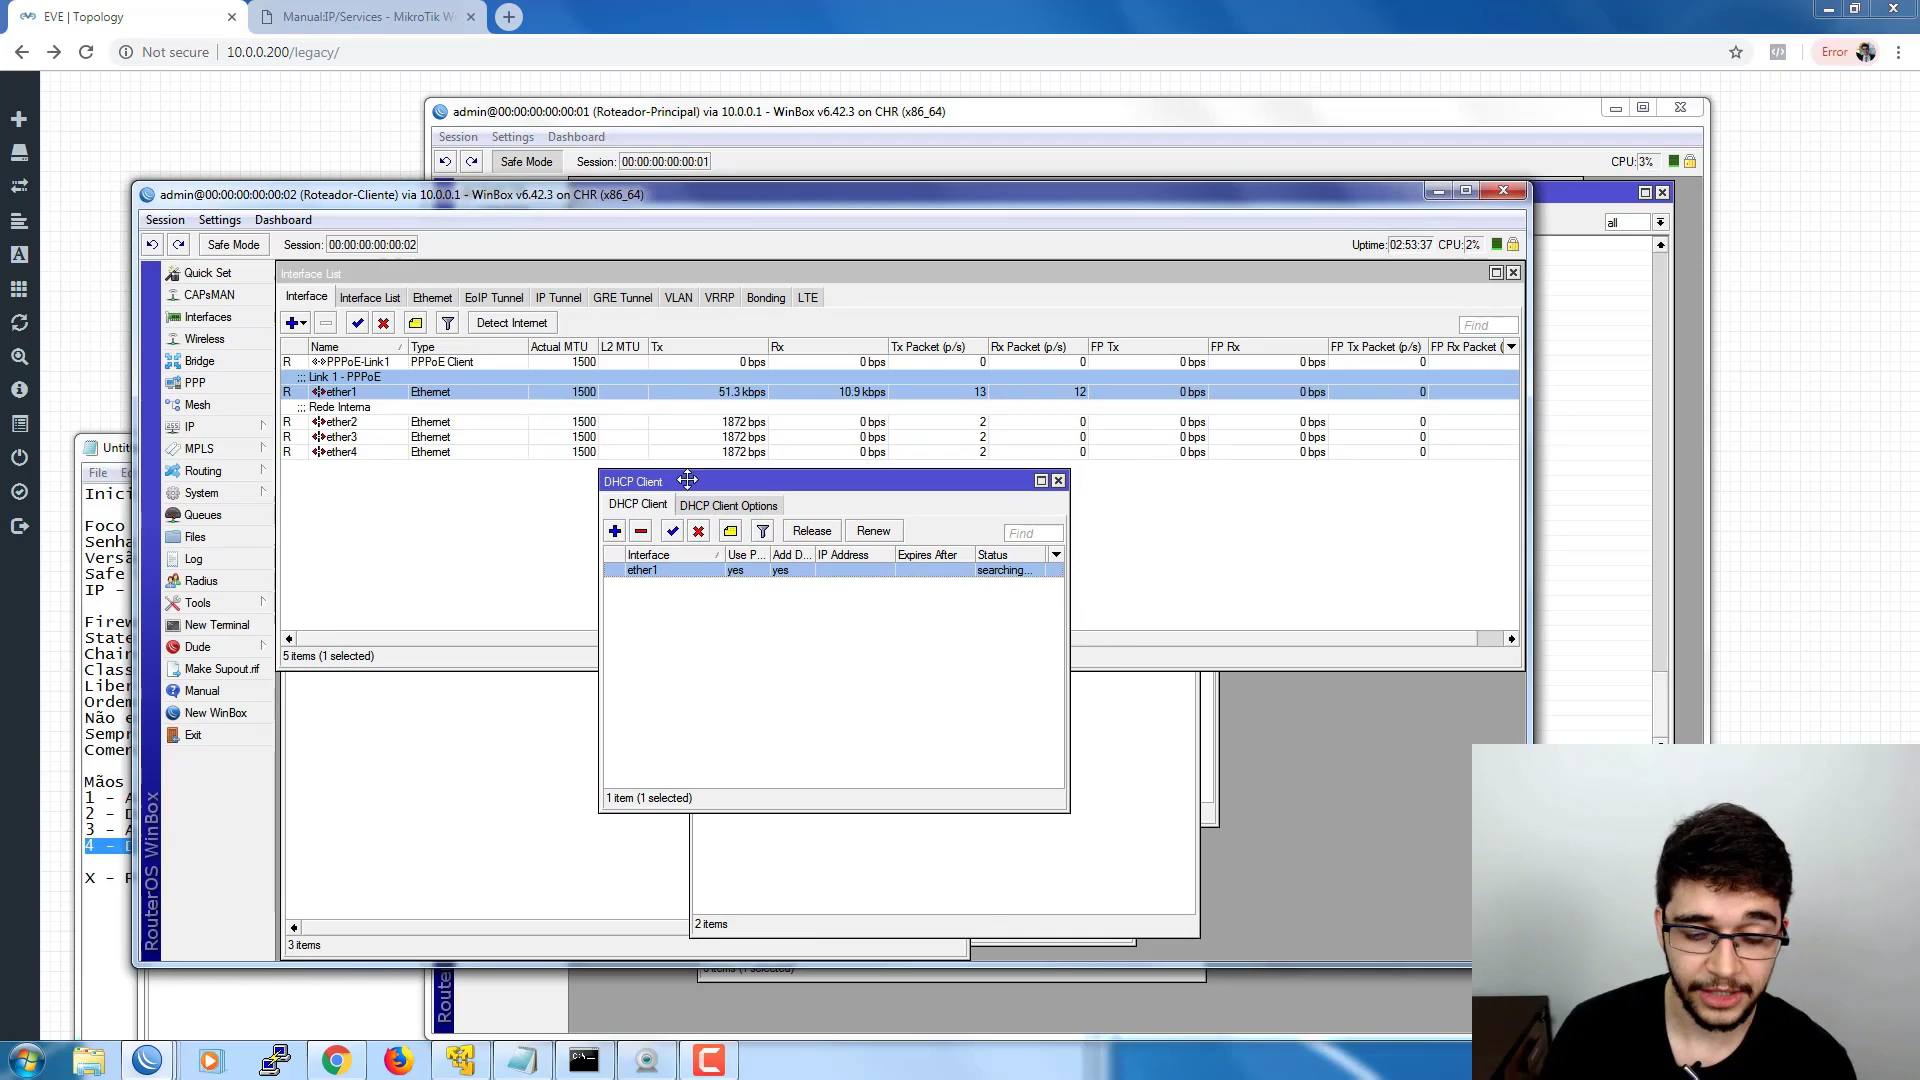 EVE | Topology
Manual:IP/Services - MikroTik W
Not secure
10.0.0.200/legacy/
Error
admin@00:00:00:00:00:01 (Roteador-Principal) via 10.0.0.1 - WinBox v6.42.3 on CHR (x86_64)
Session Settings Dashboard
Safe Mode Session: 00:00:00:00:00:01 CPU: 3%
all
admin@00:00:00:00:00:02 (Roteador-Cliente) via 10.0.0.1 - WinBox v6.42.3 on CHR (x86_64)
Session Settings Dashboard
Safe Mode Session: 00:00:00:00:00:02 Uptime: 02:53:37 CPU: 2%
Quick Set
CAPsMAN
Interfaces
Wireless
Bridge
PPP
Mesh
IP
MPLS
Routing
System
Queues
Files
Log
Radius
Tools
New Terminal
Dude
Make Supout.rif
Manual
New WinBox
Exit
RouterOS WinBox
Interface List
Interface Interface List Ethernet EoIP Tunnel IP Tunnel GRE Tunnel VLAN VRRP Bonding LTE
Detect Internet Find
Name Type Actual MTU L2 MTU Tx Rx Tx Packet (p/s) Rx Packet (p/s) FP Tx FP Rx FP Tx Packet (p/s) FP Rx Packet (
R PPPoE-Link1 PPPoE Client 1500 0 bps 0 bps 0 0 0 bps 0 bps 0
::: Link 1 - PPPoE
R ether1 Ethernet 1500 51.3 kbps 10.9 kbps 13 12 0 bps 0 bps 0
::: Rede Interna
R ether2 Ethernet 1500 1872 bps 0 bps 2 0 0 bps 0 bps 0
R ether3 Ethernet 1500 1872 bps 0 bps 2 0 0 bps 0 bps 0
R ether4 Ethernet 1500 1872 bps 0 bps 2 0 0 bps 0 bps 0
5 items (1 selected)
DHCP Client
DHCP Client DHCP Client Options
Release Renew Find
Interface Use P... Add D... IP Address Expires After Status
ether1 yes yes searching...
1 item (1 selected)
2 items
3 items
Untit
File
Inici
Foco
Senha
Versã
Safe
IP -
Firew
State
Chain
Class
Liber
Ordem
Não e
Sempr
Comen
Mãos
1 -
2 -
3 -
4 -
X -
C:\